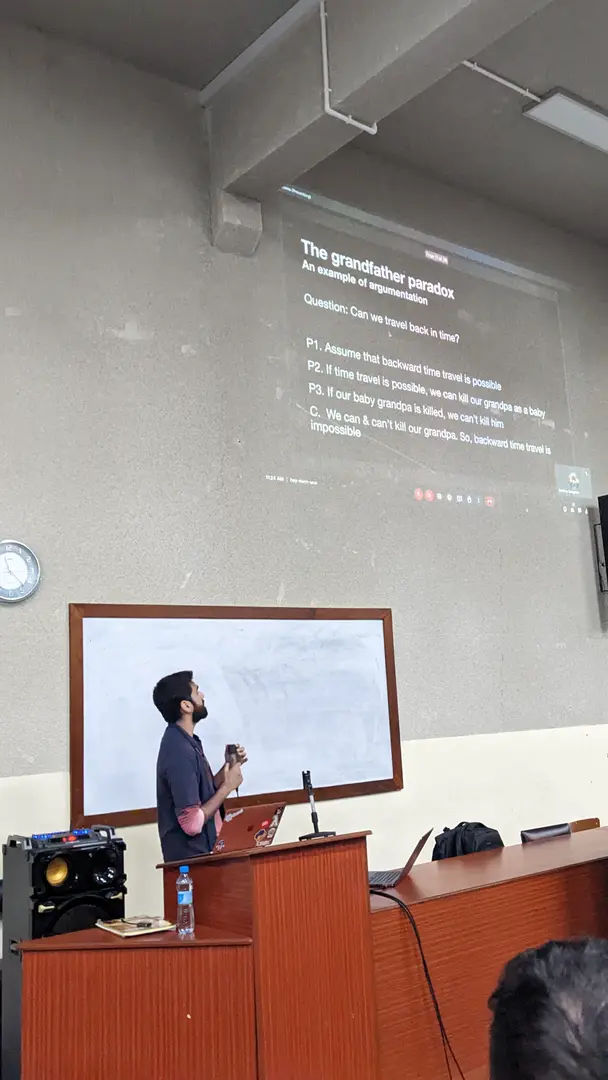 The grandfather paradox
An example of argumentation
Question: Can we travel back in time?
P1. Assume that backward time travel is possible
P2. If time travel is possible, we can kill our grandpa as a baby
P3. If our baby grandpa is killed, we can't kill him
C. We can & can't kill our grandpa. So, backward time travel is
impossible
11:24 AM